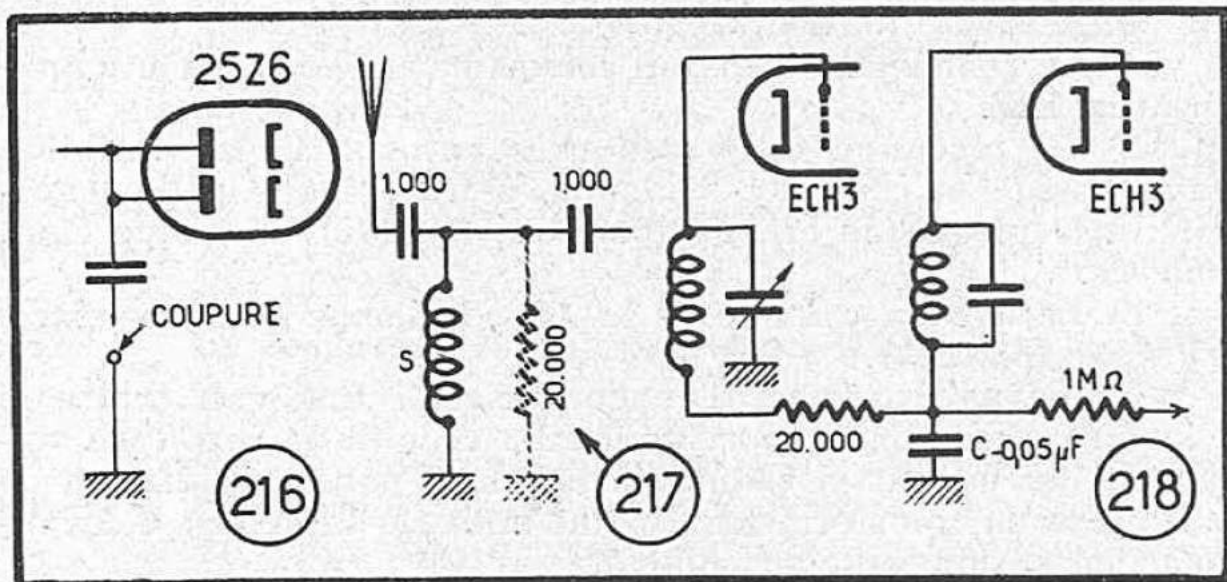 25Z6
COUPURE
216
1.000
1.000
S
20.000
217
ECH3
ECH3
20.000
1MΩ
C-0,05µF
218